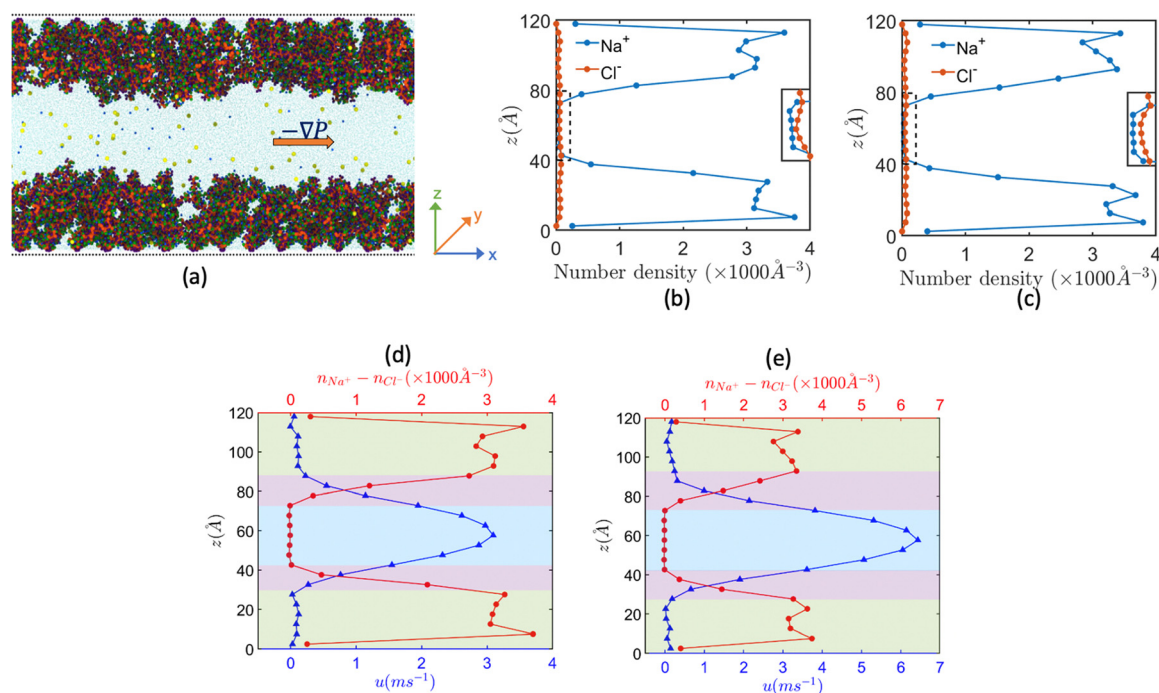 −∇P
z
y
x
(a)
120
80
40
0
z(Å)
Na⁺
Cl⁻
0 1 2 3 4
Number density (×1000Å⁻³)
(b)
120
80
40
0
z(Å)
Na⁺
Cl⁻
0 1 2 3 4
Number density (×1000Å⁻³)
(c)
(d)
n_Na⁺ − n_Cl⁻(×1000Å⁻³)
0 1 2 3 4
120
100
80
60
40
20
0
z(Å)
0 1 2 3 4
u(ms⁻¹)
(e)
n_Na⁺ − n_Cl⁻(×1000Å⁻³)
0 1 2 3 4 5 6 7
120
100
80
60
40
20
0
z(Å)
0 1 2 3 4 5 6 7
u(ms⁻¹)